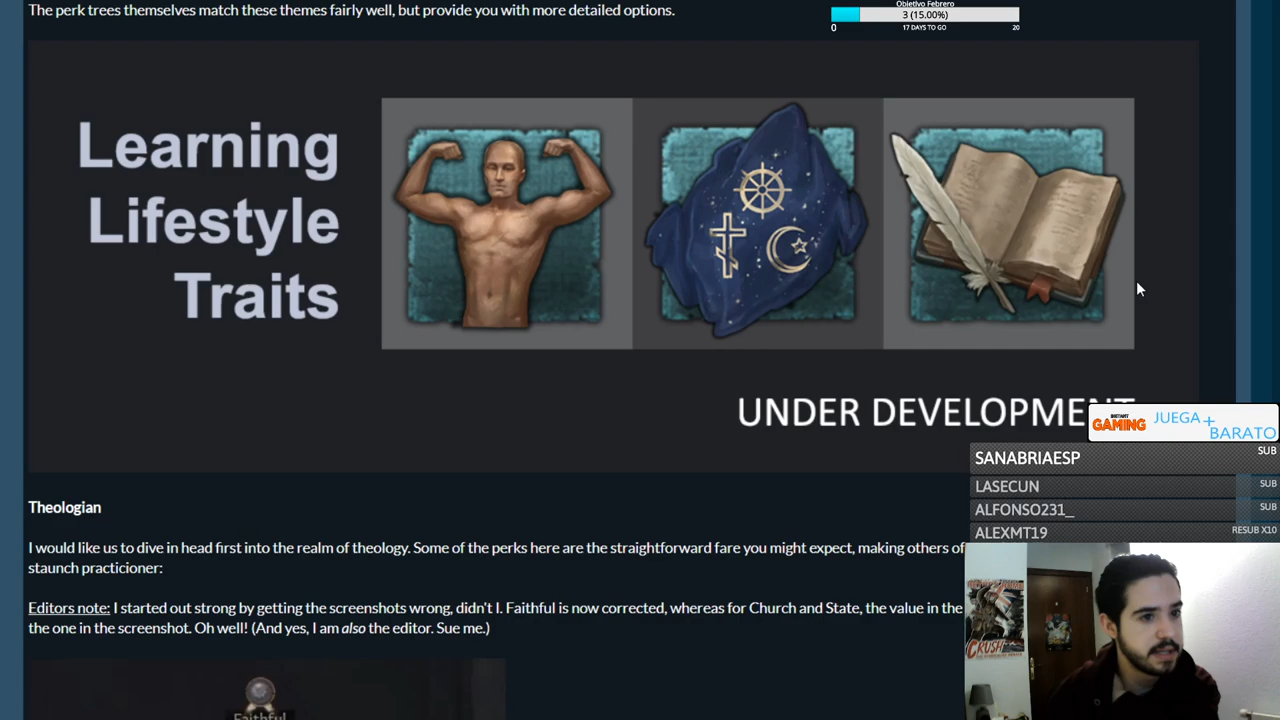 The perk trees themselves match these themes fairly well, but provide you with more detailed options.
Objetivo Febrero
3 (15.00%)
0
17 DAYS TO GO
20
Learning
Lifestyle
Traits
UNDER DEVELOPMENT
INSTANT
GAMING
JUEGA+
BARATO
SANABRIAESP SUB
LASECUN SUB
ALFONSO231_ SUB
ALEXMT19 RESUB X10
Theologian
I would like us to dive in head first into the realm of theology. Some of the perks here are the straightforward fare you might expect, making others of
staunch practicioner:
Editors note: I started out strong by getting the screenshots wrong, didn't I. Faithful is now corrected, whereas for Church and State, the value in the
the one in the screenshot. Oh well! (And yes, I am also the editor. Sue me.)
Faithful
CRUSH